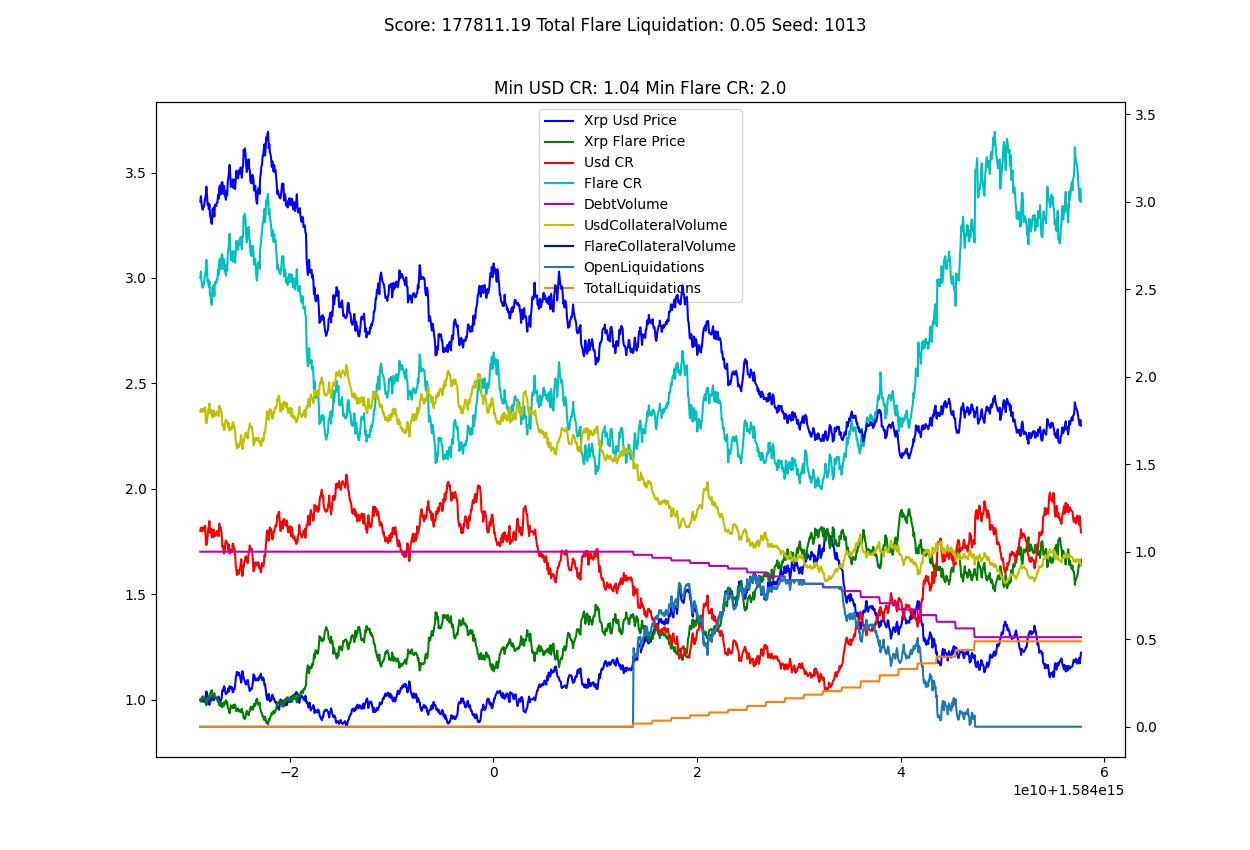 Score: 177811.19 Total Flare Liquidation: 0.05 Seed: 1013
Min USD CR: 1.04 Min Flare CR: 2.0
Xrp Usd Price
Xrp Flare Price
Usd CR
Flare CR
DebtVolume
UsdCollateralVolume
FlareCollateralVolume
OpenLiquidations
TotalLiquidations
3.5
3.0
2.5
2.0
1.5
1.0
3.5
3.0
2.5
2.0
1.5
1.0
0.5
0.0
−2
0
2
4
6
1e10+1.584e15